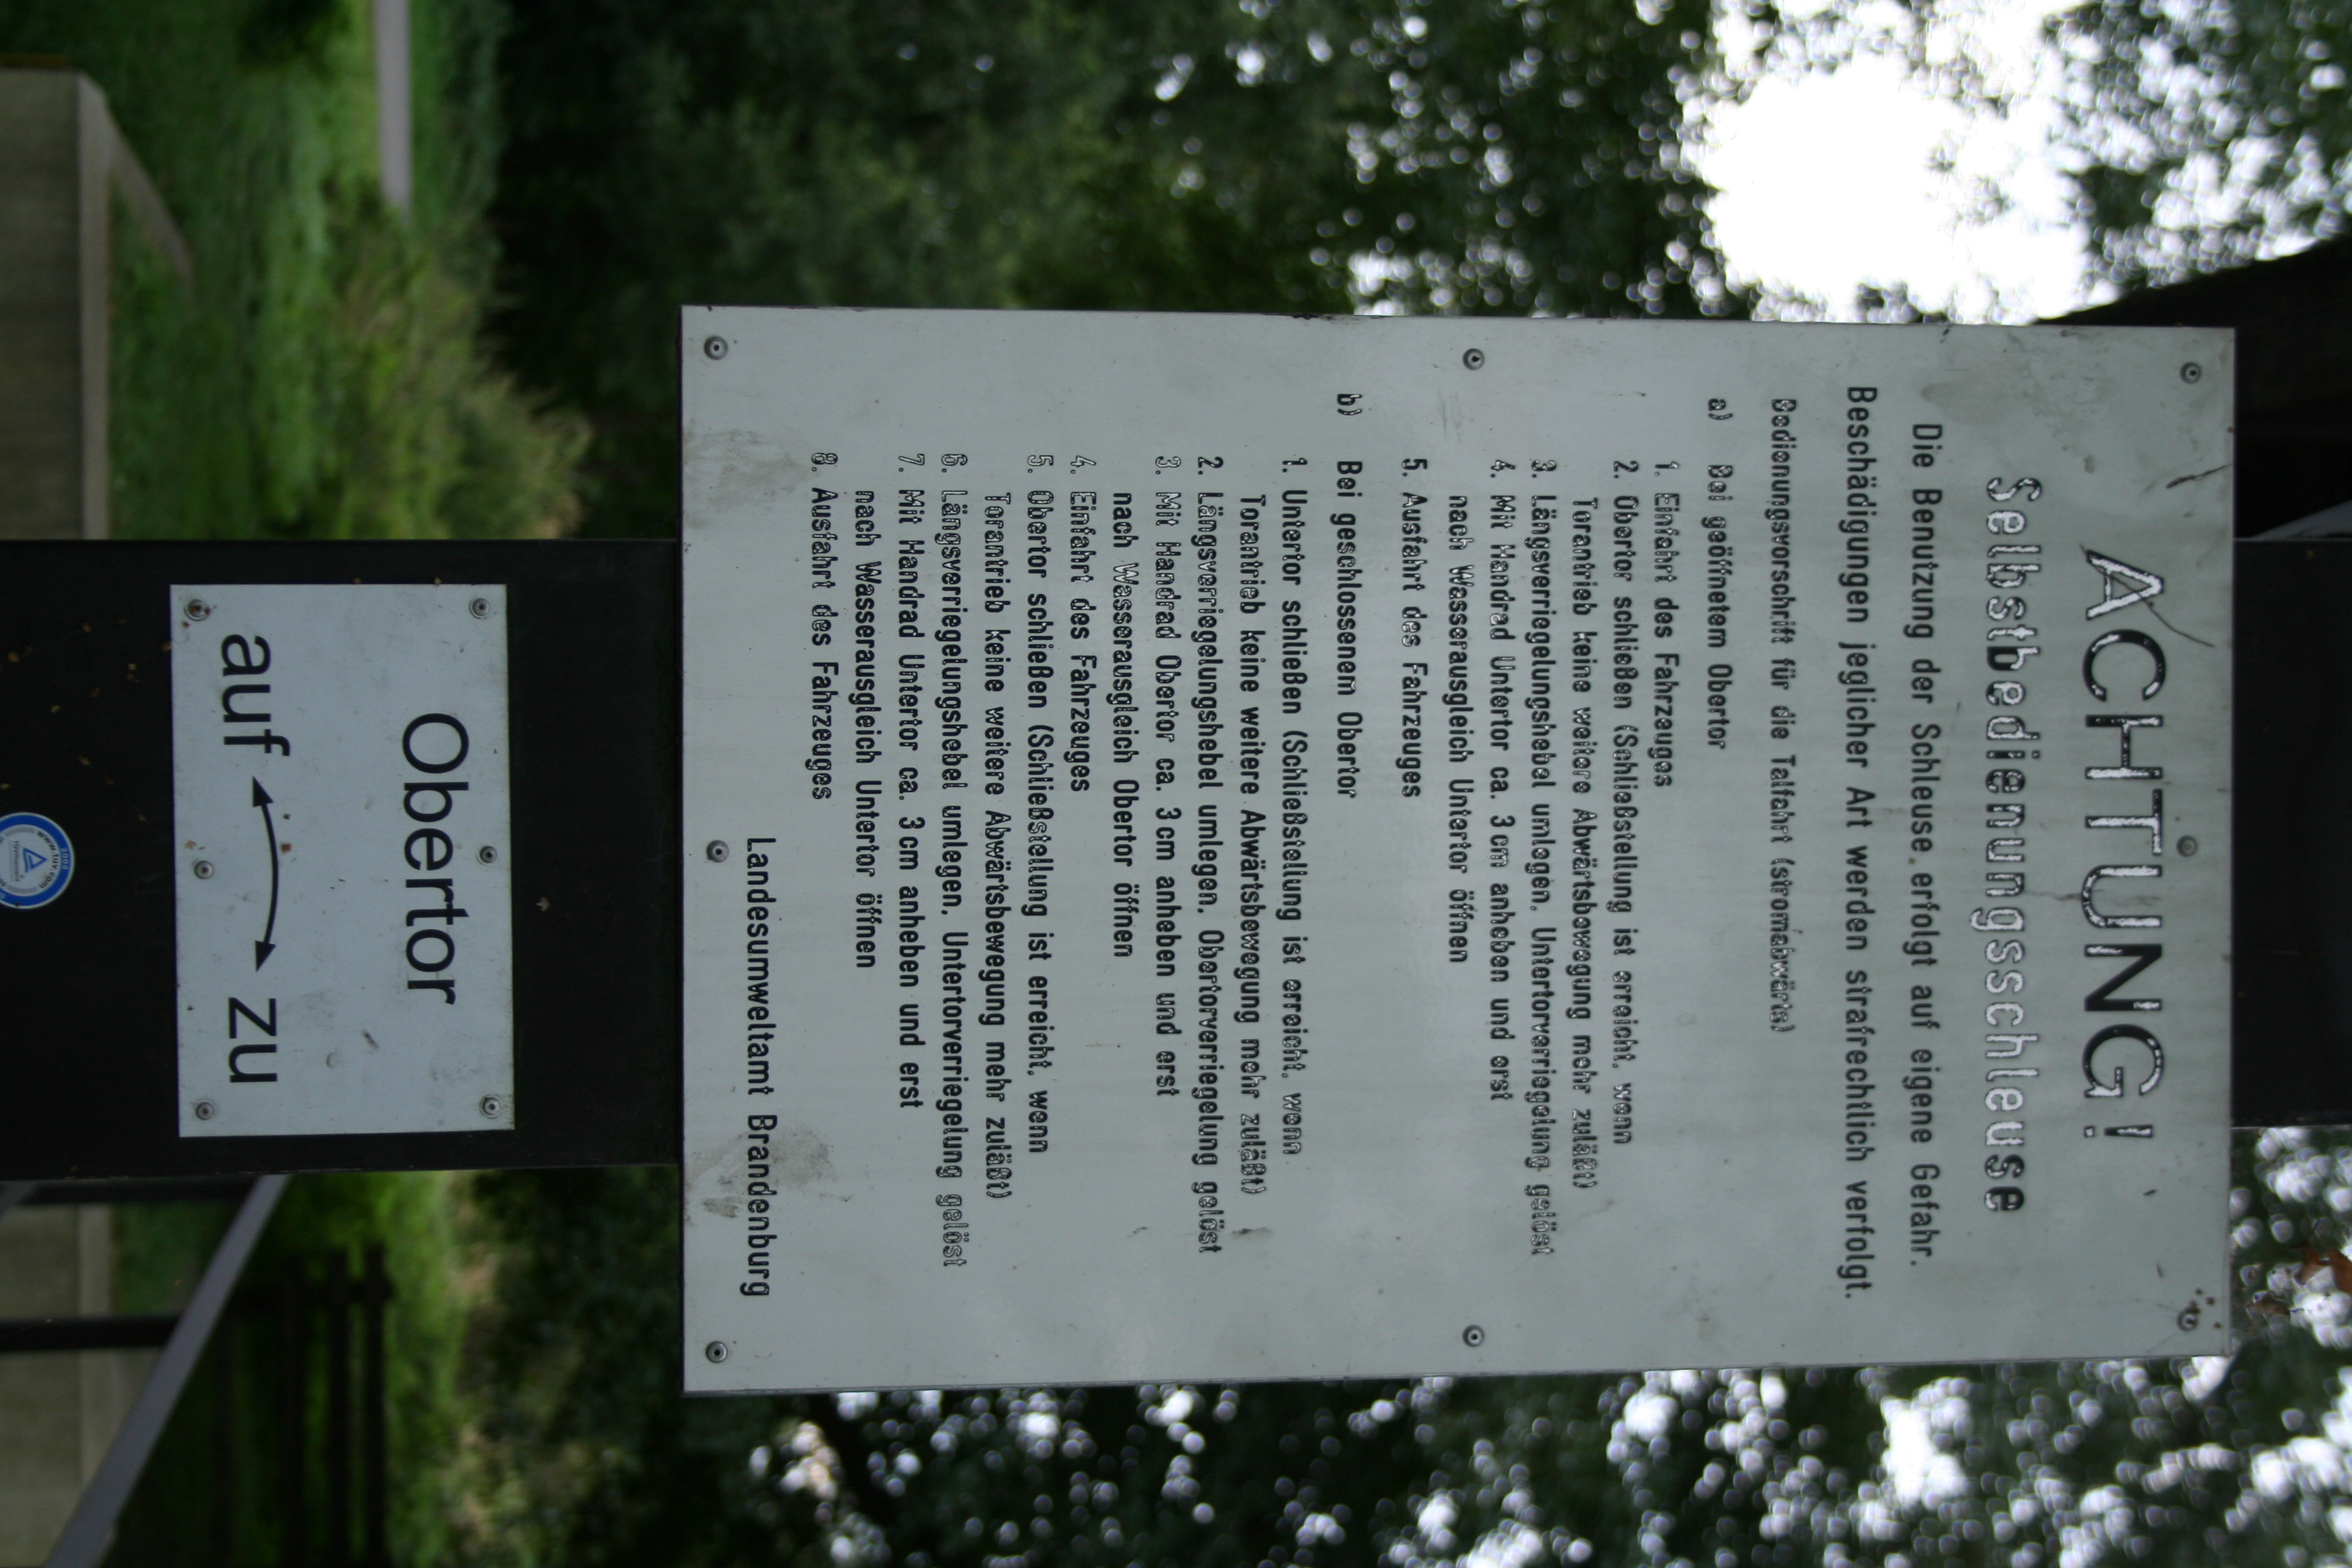 ACHTUNG!
Selbstbedienungsschleuse
Die Benutzung der Schleuse erfolgt auf eigene Gefahr.
Beschädigungen jeglicher Art werden strafrechtlich verfolgt.
Bedienungsvorschrift für die Talfahrt (stromabwärts)
a) Bei geöffnetem Obertor
1. Einfahrt des Fahrzeuges
2. Obertor schließen (Schließstellung ist erreicht, wenn
Torantrieb keine weitere Abwärtsbewegung mehr zuläßt)
3. Längsverriegelungshebel umlegen, Untertorverriegelung gelöst
4. Mit Handrad Untertor ca. 3 cm anheben und erst
nach Wasserausgleich Untertor öffnen
5. Ausfahrt des Fahrzeuges
b) Bei geschlossenem Obertor
1. Untertor schließen (Schließstellung ist erreicht, wenn
Torantrieb keine weitere Abwärtsbewegung mehr zuläßt)
2. Längsverriegelungshebel umlegen, Obertorverriegelung gelöst
3. Mit Handrad Obertor ca. 3 cm anheben und erst
nach Wasserausgleich Obertor öffnen
4. Einfahrt des Fahrzeuges
5. Obertor schließen (Schließstellung ist erreicht, wenn
Torantrieb keine weitere Abwärtsbewegung mehr zuläßt)
6. Längsverriegelungshebel umlegen, Untertorverriegelung gelöst
7. Mit Handrad Untertor ca. 3 cm anheben und erst
nach Wasserausgleich Untertor öffnen
8. Ausfahrt des Fahrzeuges
Landesumweltamt Brandenburg
Obertor
auf zu
www.tuv.com